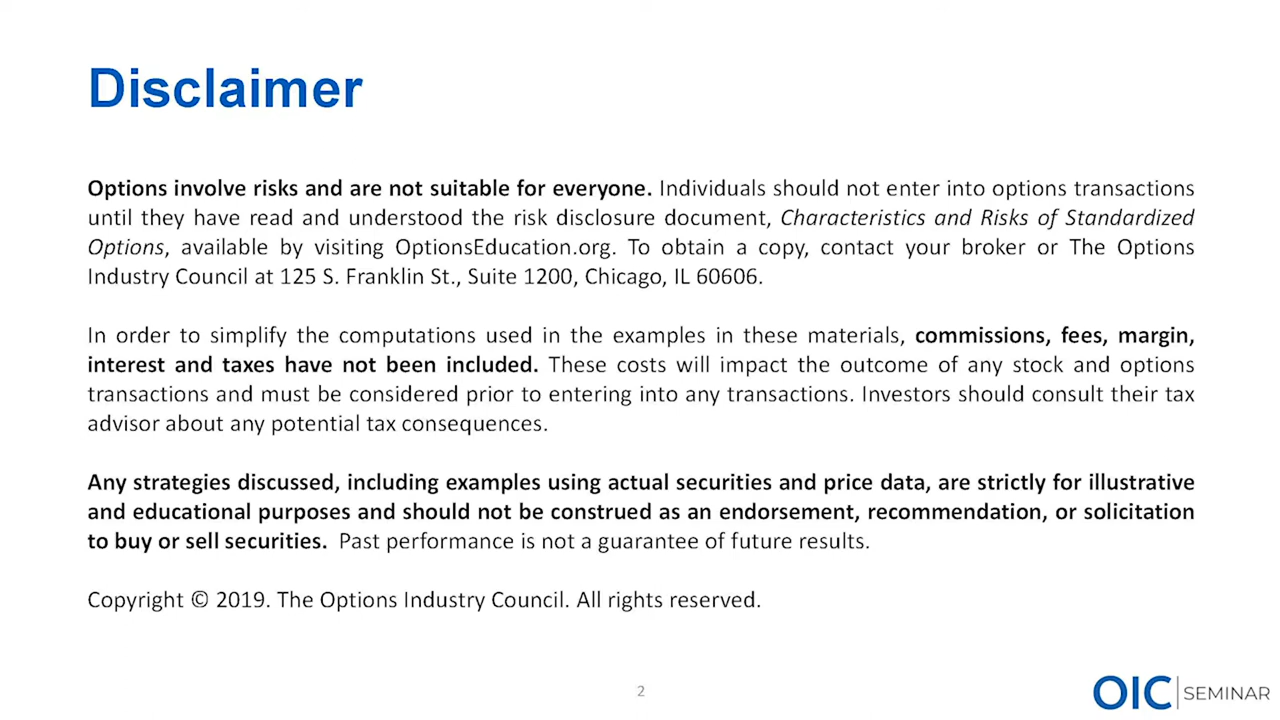 Disclaimer
Options involve risks and are not suitable for everyone. Individuals should not enter into options transactions
until they have read and understood the risk disclosure document, Characteristics and Risks of Standardized
Options, available by visiting OptionsEducation.org. To obtain a copy, contact your broker or The Options
Industry Council at 125 S. Franklin St., Suite 1200, Chicago, IL 60606.
In order to simplify the computations used in the examples in these materials, commissions, fees, margin,
interest and taxes have not been included. These costs will impact the outcome of any stock and options
transactions and must be considered prior to entering into any transactions. Investors should consult their tax
advisor about any potential tax consequences.
Any strategies discussed, including examples using actual securities and price data, are strictly for illustrative
and educational purposes and should not be construed as an endorsement, recommendation, or solicitation
to buy or sell securities. Past performance is not a guarantee of future results.
Copyright © 2019. The Options Industry Council. All rights reserved.
2
OIC SEMINAR